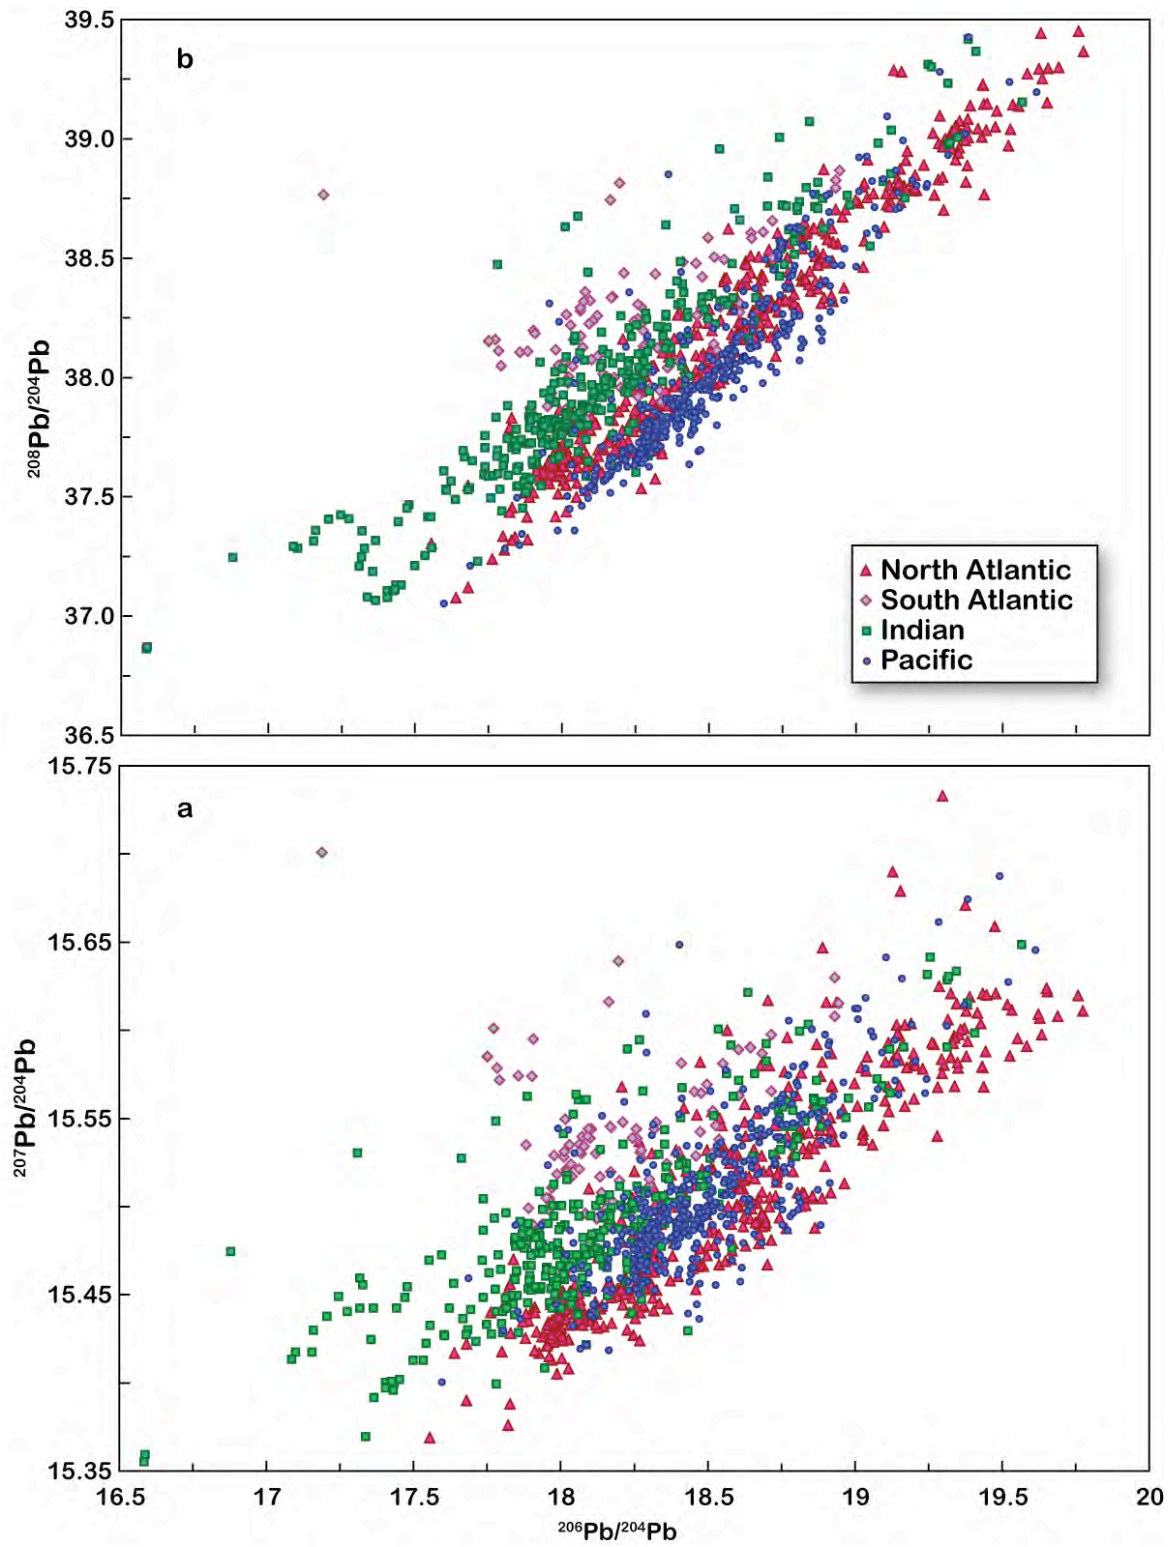 39.5
b
39.0
38.5
38.0
37.5
37.0
36.5
²⁰⁸Pb/²⁰⁴Pb
North Atlantic
South Atlantic
Indian
Pacific
15.75
a
15.65
15.55
15.45
15.35
²⁰⁷Pb/²⁰⁴Pb
16.5 17 17.5 18 18.5 19 19.5 20
²⁰⁶Pb/²⁰⁴Pb